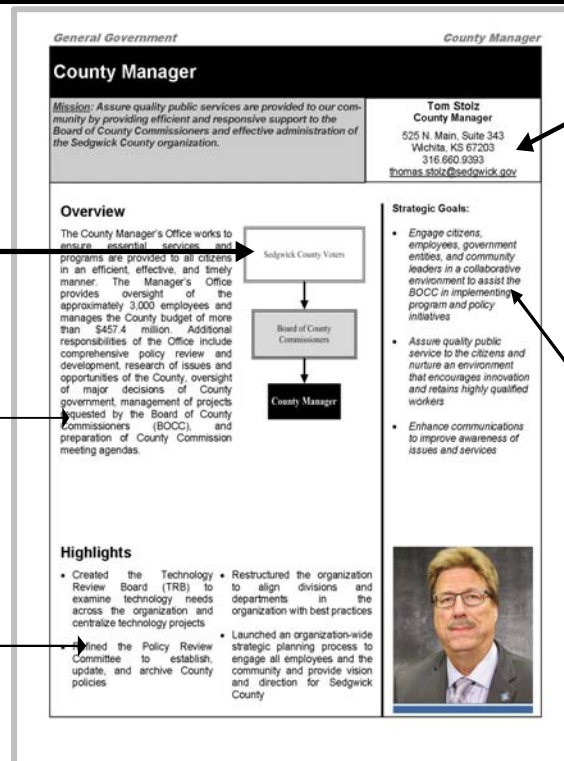 General Government
County Manager
County Manager
Mission: Assure quality public services are provided to our com-
munity by providing efficient and responsive support to the
Board of County Commissioners and effective administration of
the Sedgwick County organization.
Tom Stolz
County Manager
525 N. Main, Suite 343
Wichita, KS 67203
316.660.9393
thomas.stolz@sedgwick.gov
Overview
The County Manager's Office works to
ensure essential services and
programs are provided to all citizens
in an efficient, effective, and timely
manner. The Manager's Office
provides oversight of the
approximately 3,000 employees and
manages the County budget of more
than $457.4 million. Additional
responsibilities of the Office include
comprehensive policy review and
development, research of issues and
opportunities of the County, oversight
of major decisions of County
government, management of projects
requested by the Board of County
Commissioners (BOCC), and
preparation of County Commission
meeting agendas.
Sedgwick County Voters
Board of County
Commissioners
County Manager
Strategic Goals:
• Engage citizens,
employees, government
entities, and community
leaders in a collaborative
environment to assist the
BOCC in implementing
program and policy
initiatives
• Assure quality public
service to the citizens and
nurture an environment
that encourages innovation
and retains highly qualified
workers
• Enhance communications
to improve awareness of
issues and services
Highlights
• Created the Technology
Review Board (TRB) to
examine technology needs
across the organization and
centralize technology projects
• Refined the Policy Review
Committee to establish,
update, and archive County
policies
• Restructured the organization
to align divisions and
departments in the
organization with best practices
• Launched an organization-wide
strategic planning process to
engage all employees and the
community and provide vision
and direction for Sedgwick
County